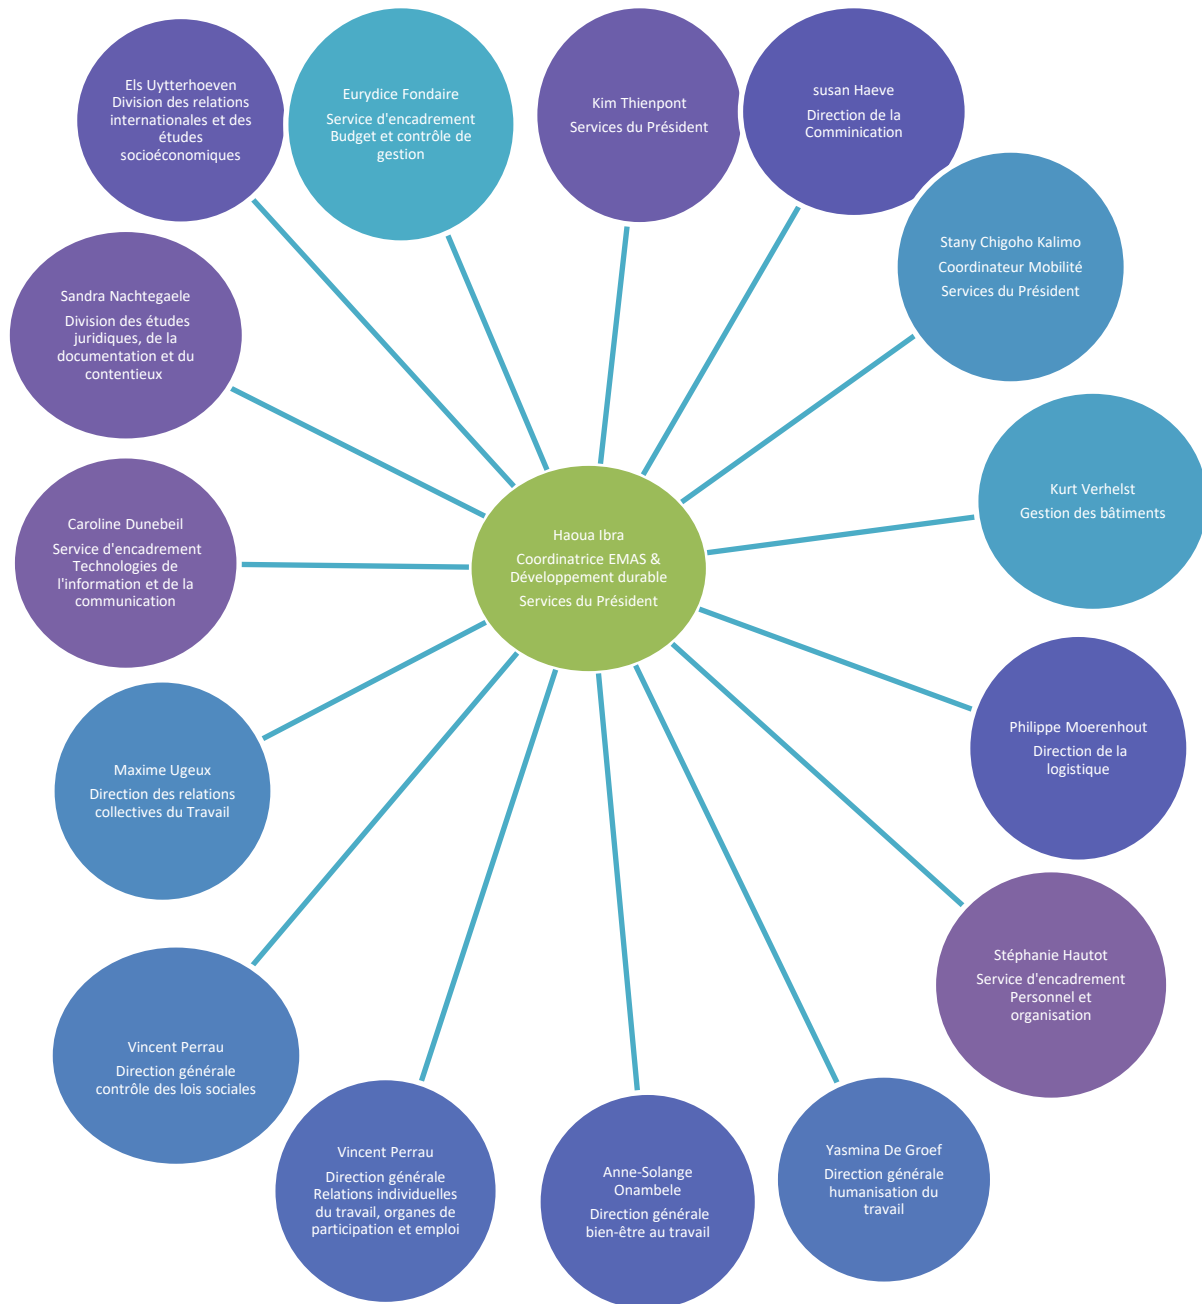 Els Uytterhoeven
Division des relations
internationales et des
études
socioéconomiques
Eurydice Fondaire
Service d'encadrement
Budget et contrôle de
gestion
Kim Thienpont
Services du Président
susan Haeve
Direction de la
Comminication
Stany Chigoho Kalimo
Coordinateur Mobilité
Services du Président
Sandra Nachtegaele
Division des études
juridiques, de la
documentation et du
contentieux
Kurt Verhelst
Gestion des bâtiments
Caroline Dunebeil
Service d'encadrement
Technologies de
l'information et de la
communication
Haoua Ibra
Coordinatrice EMAS &
Développement durable
Services du Président
Philippe Moerenhout
Direction de la
logistique
Maxime Ugeux
Direction des relations
collectives du Travail
Stéphanie Hautot
Service d'encadrement
Personnel et
organisation
Vincent Perrau
Direction générale
contrôle des lois sociales
Vincent Perrau
Direction générale
Relations individuelles
du travail, organes de
participation et emploi
Anne-Solange
Onambele
Direction générale
bien-être au travail
Yasmina De Groef
Direction générale
humanisation du
travail